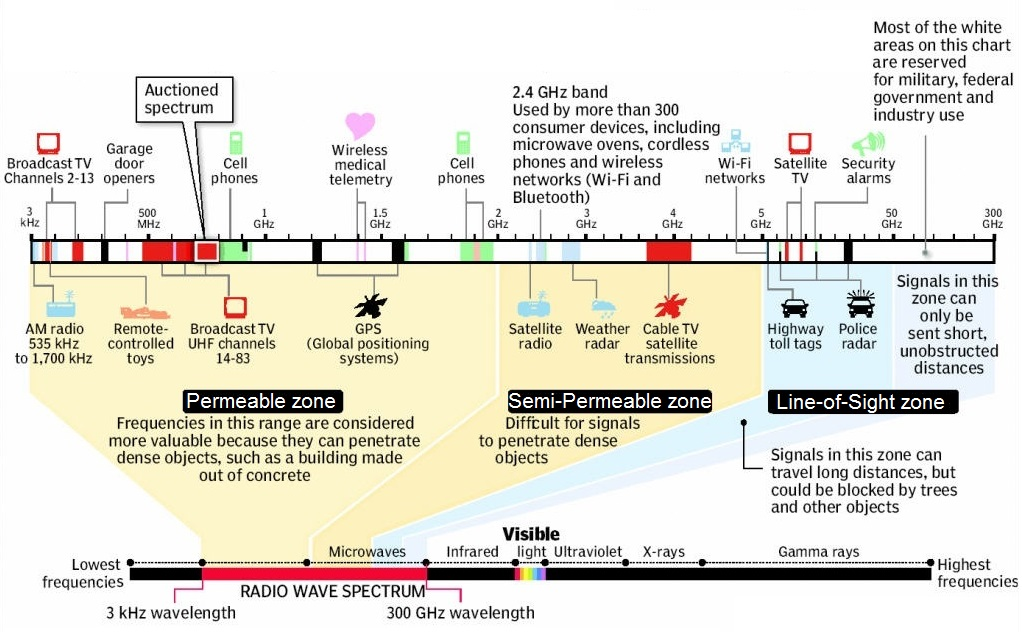 Most of the white
areas on this chart
are reserved
for military, federal
government and
industry use
Auctioned
spectrum
2.4 GHz band
Used by more than 300
consumer devices, including
microwave ovens, cordless
phones and wireless
networks (Wi-Fi and
Bluetooth)
Broadcast TV
Channels 2-13
Garage
door
openers
Cell
phones
Wireless
medical
telemetry
Cell
phones
Wi-Fi
networks
Satellite
TV
Security
alarms
3
kHz
500
MHz
1
GHz
1.5
GHz
2
GHz
3
GHz
4
GHz
5
GHz
50
GHz
300
GHz
AM radio
535 kHz
to 1,700 kHz
Remote-
controlled
toys
Broadcast TV
UHF channels
14-83
GPS
(Global positioning
systems)
Satellite
radio
Weather
radar
Cable TV
satellite
transmissions
Highway
toll tags
Police
radar
Signals in this
zone can
only be
sent short,
unobstructed
distances
Permeable zone
Frequencies in this range are considered
more valuable because they can penetrate
dense objects, such as a building made
out of concrete
Semi-Permeable zone
Difficult for signals
to penetrate dense
objects
Line-of-Sight zone
Signals in this zone can
travel long distances, but
could be blocked by trees
and other objects
Lowest
frequencies
Microwaves
Infrared
Visible
light
Ultraviolet
X-rays
Gamma rays
Highest
frequencies
RADIO WAVE SPECTRUM
3 kHz wavelength
300 GHz wavelength